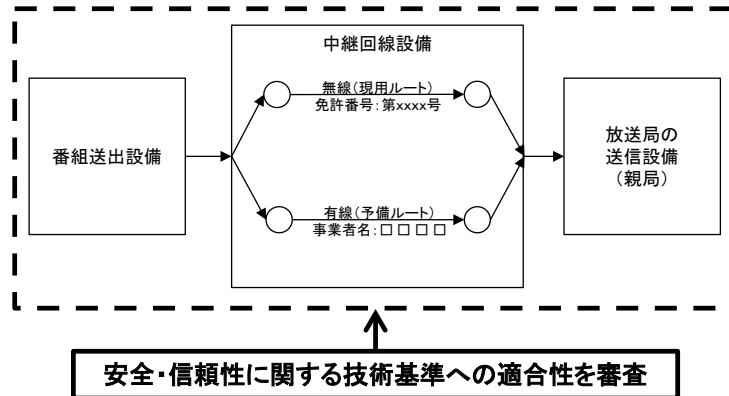 中継回線設備
番組送出設備
無線(現用ルート)
免許番号:第xxxx号
有線(予備ルート)
事業者名:□□□□
放送局の
送信設備
(親局)
安全・信頼性に関する技術基準への適合性を審査